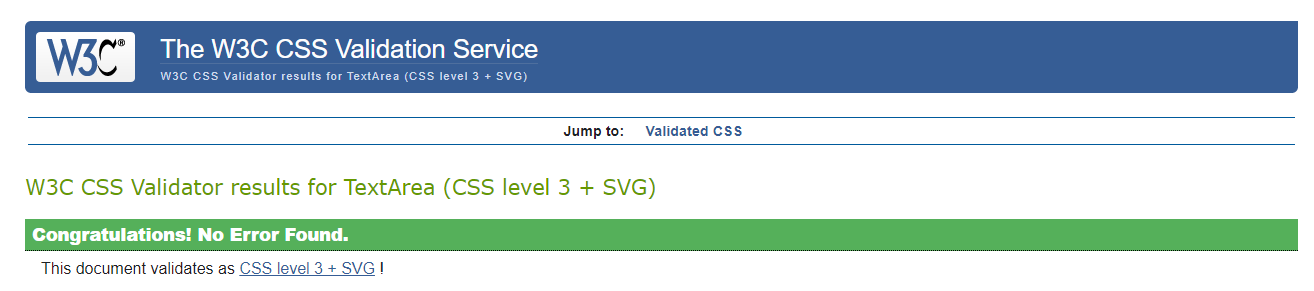 W3C®
The W3C CSS Validation Service
W3C CSS Validator results for TextArea (CSS level 3 + SVG)
Jump to: Validated CSS
W3C CSS Validator results for TextArea (CSS level 3 + SVG)
Congratulations! No Error Found.
This document validates as CSS level 3 + SVG !